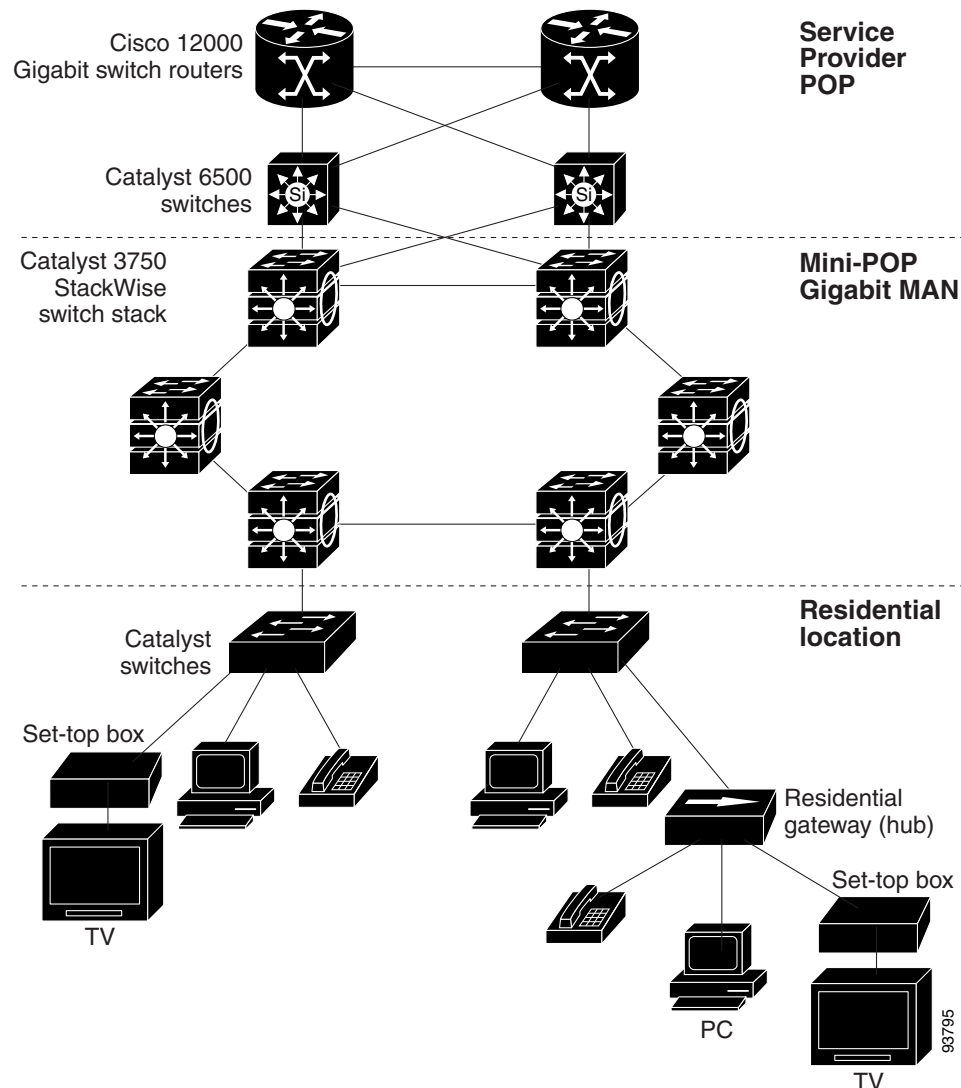 Cisco 12000
Gigabit switch routers
Service
Provider
POP
Catalyst 6500
switches
Si
Si
Catalyst 3750
StackWise
switch stack
Mini-POP
Gigabit MAN
Residential
location
Catalyst
switches
Set-top box
TV
Residential
gateway (hub)
Set-top box
PC
TV
93795